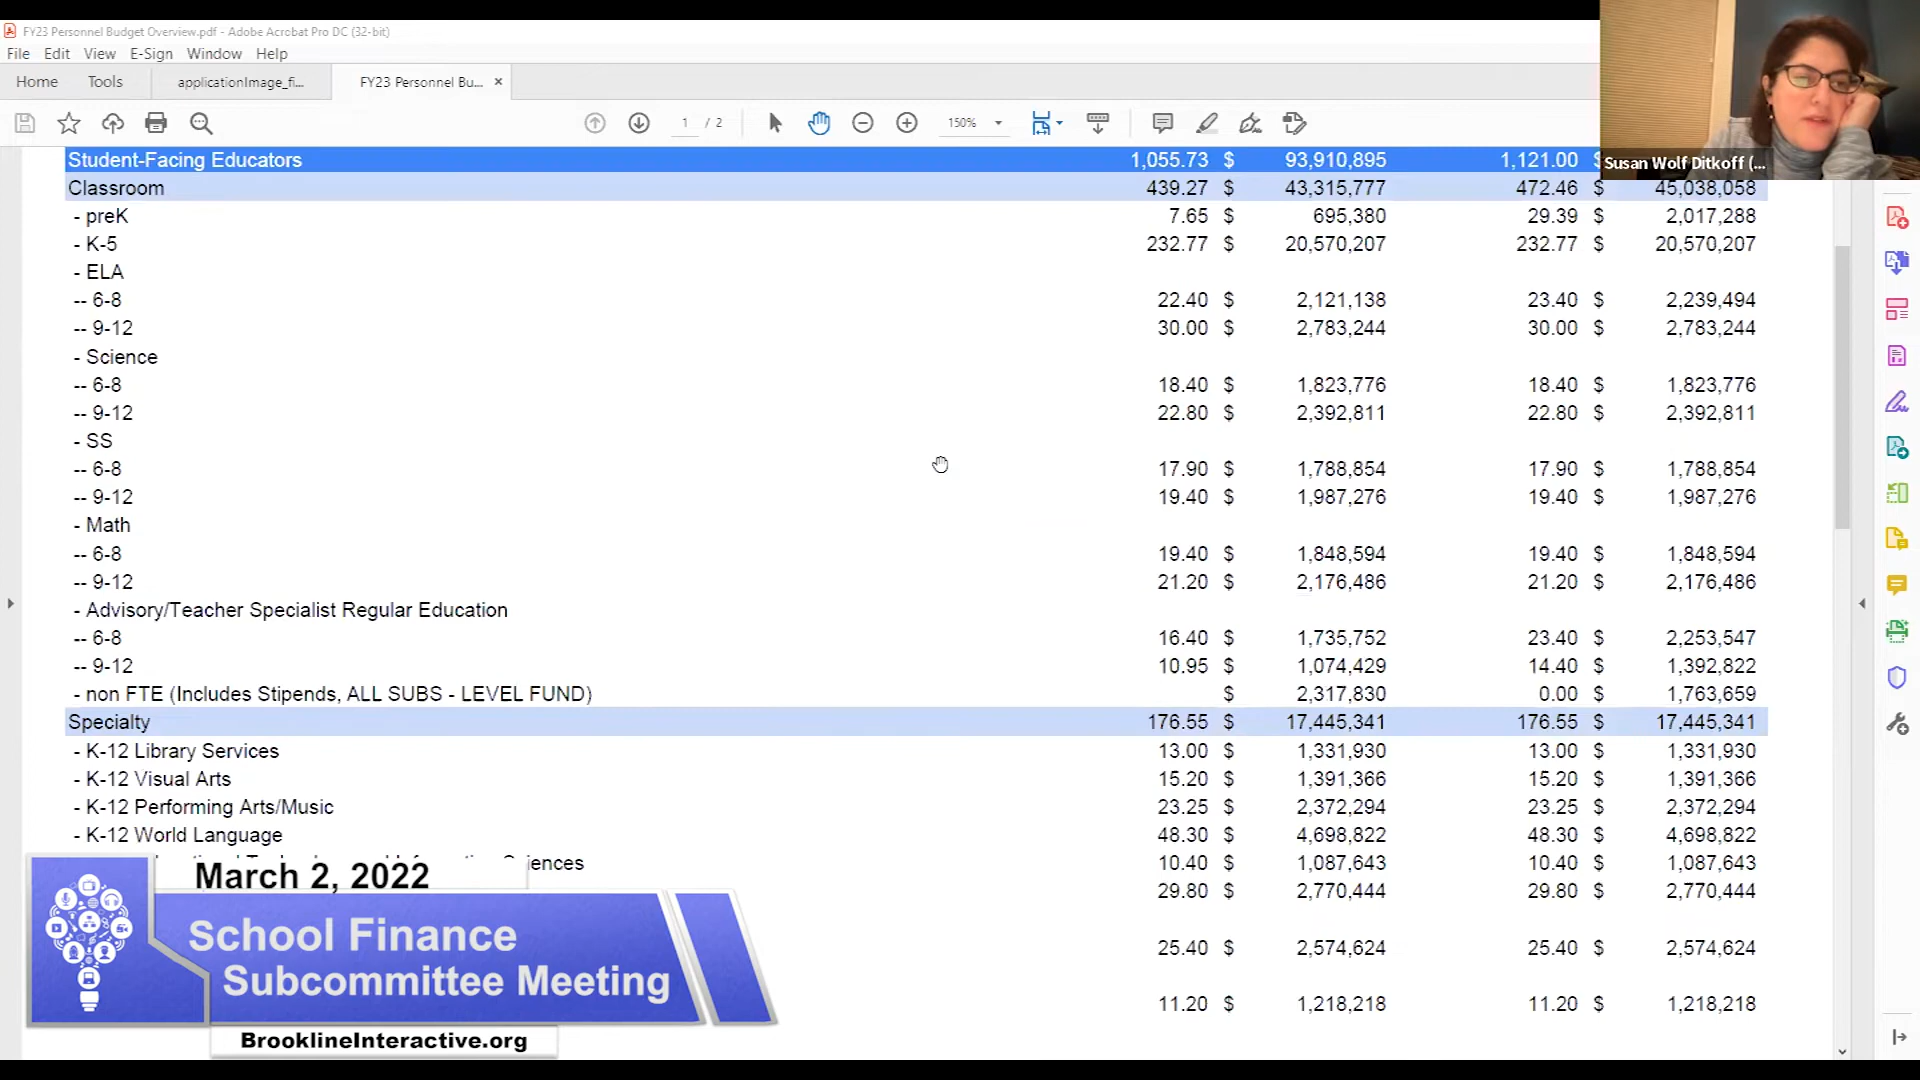 FY23 Personnel Budget Overview.pdf - Adobe Acrobat Pro DC (32-bit)
File Edit View E-Sign Window Help
Home Tools applicationImage_fi... FY23 Personnel Bu... ×
1 / 2 150%
Susan Wolf Ditkoff (...
Student-Facing Educators 1,055.73 $ 93,910,895 1,121.00 $
Classroom 439.27 $ 43,315,777 472.46 $ 45,038,058
- preK 7.65 $ 695,380 29.39 $ 2,017,288
- K-5 232.77 $ 20,570,207 232.77 $ 20,570,207
- ELA
-- 6-8 22.40 $ 2,121,138 23.40 $ 2,239,494
-- 9-12 30.00 $ 2,783,244 30.00 $ 2,783,244
- Science
-- 6-8 18.40 $ 1,823,776 18.40 $ 1,823,776
-- 9-12 22.80 $ 2,392,811 22.80 $ 2,392,811
- SS
-- 6-8 17.90 $ 1,788,854 17.90 $ 1,788,854
-- 9-12 19.40 $ 1,987,276 19.40 $ 1,987,276
- Math
-- 6-8 19.40 $ 1,848,594 19.40 $ 1,848,594
-- 9-12 21.20 $ 2,176,486 21.20 $ 2,176,486
- Advisory/Teacher Specialist Regular Education
-- 6-8 16.40 $ 1,735,752 23.40 $ 2,253,547
-- 9-12 10.95 $ 1,074,429 14.40 $ 1,392,822
- non FTE (Includes Stipends, ALL SUBS - LEVEL FUND) $ 2,317,830 0.00 $ 1,763,659
Specialty 176.55 $ 17,445,341 176.55 $ 17,445,341
- K-12 Library Services 13.00 $ 1,331,930 13.00 $ 1,331,930
- K-12 Visual Arts 15.20 $ 1,391,366 15.20 $ 1,391,366
- K-12 Performing Arts/Music 23.25 $ 2,372,294 23.25 $ 2,372,294
- K-12 World Language 48.30 $ 4,698,822 48.30 $ 4,698,822
10.40 $ 1,087,643 10.40 $ 1,087,643
29.80 $ 2,770,444 29.80 $ 2,770,444
25.40 $ 2,574,624 25.40 $ 2,574,624
11.20 $ 1,218,218 11.20 $ 1,218,218
March 2, 2022
School Finance
Subcommittee Meeting
BrooklineInteractive.org